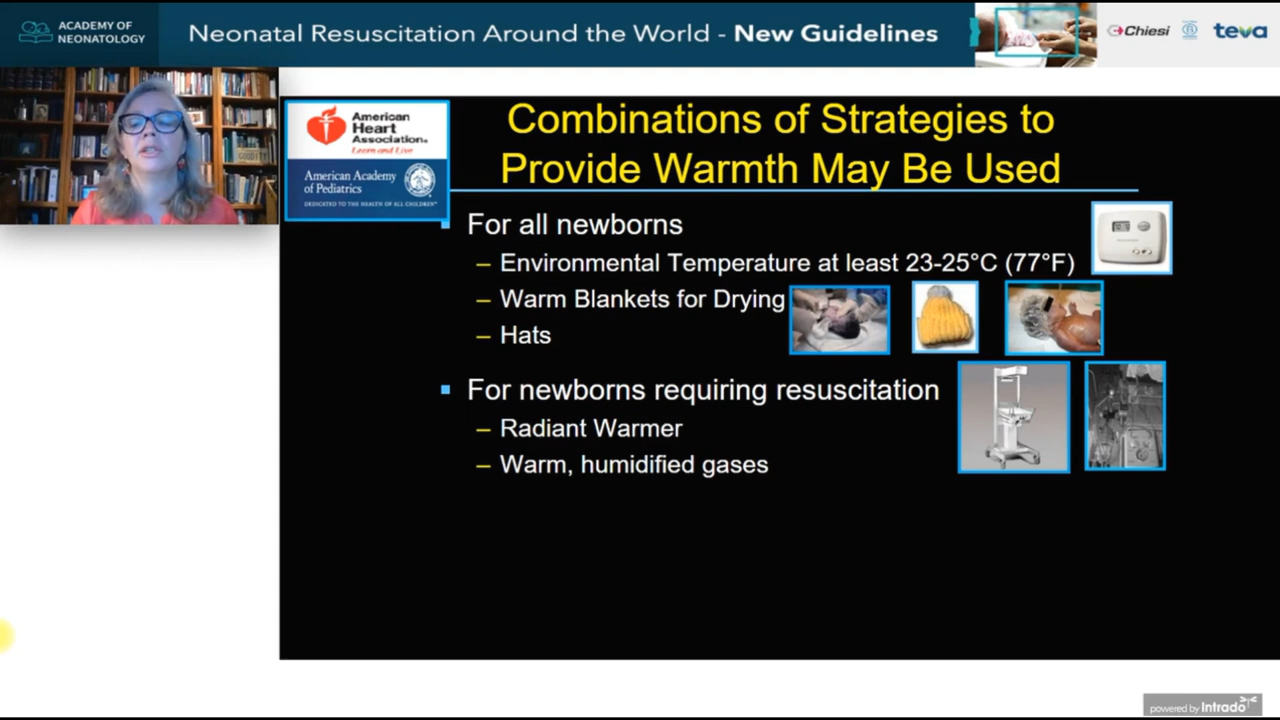 ACADEMY OF
NEONATOLOGY
Neonatal Resuscitation Around the World - New Guidelines
Chiesi
teva
American
Heart
Association®
Learn and Live
American Academy
of Pediatrics
DEDICATED TO THE HEALTH OF ALL CHILDREN™
Combinations of Strategies to
Provide Warmth May Be Used
For all newborns
– Environmental Temperature at least 23-25°C (77°F)
– Warm Blankets for Drying
– Hats
For newborns requiring resuscitation
– Radiant Warmer
– Warm, humidified gases
powered by Intrado